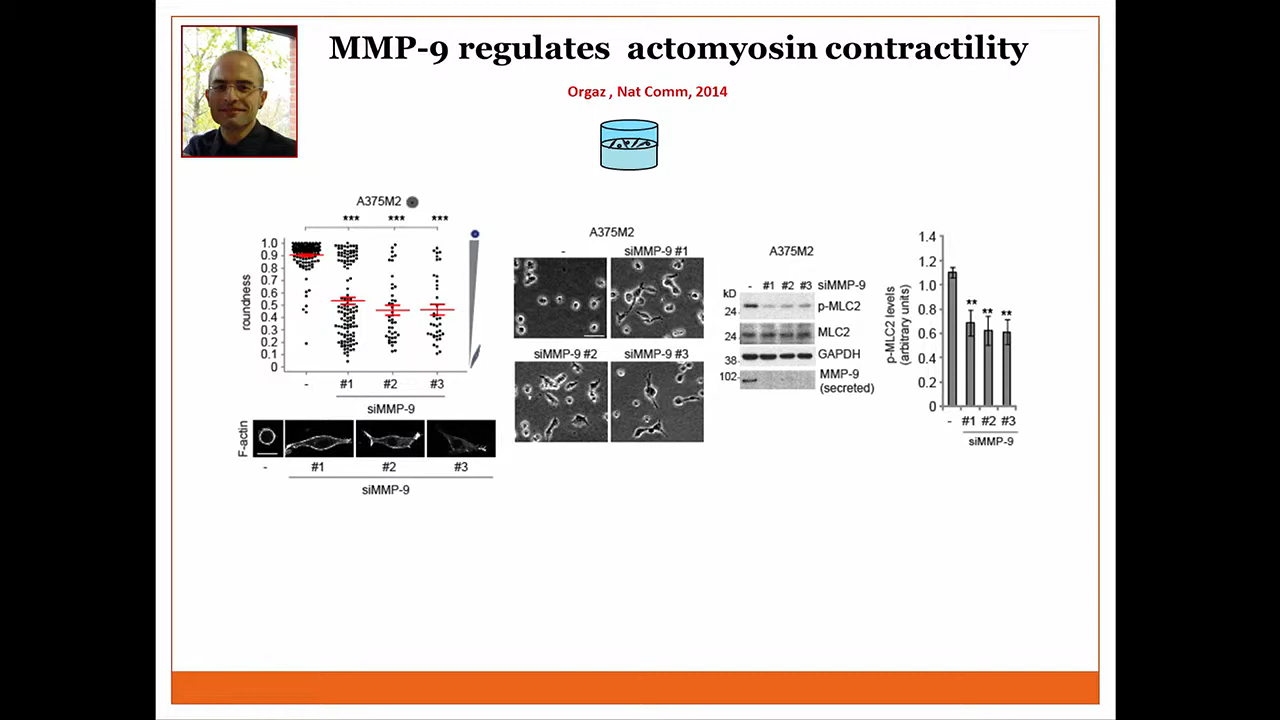 MMP-9 regulates actomyosin contractility
Orgaz , Nat Comm, 2014
A375M2
*** *** ***
roundness
1.0
0.9
0.8
0.7
0.6
0.5
0.4
0.3
0.2
0.1
0
- #1 #2 #3
siMMP-9
F-actin
- #1 #2 #3
siMMP-9
A375M2
- siMMP-9 #1
siMMP-9 #2 siMMP-9 #3
A375M2
kD - #1 #2 #3 siMMP-9
24 p-MLC2
24 MLC2
38 GAPDH
102 MMP-9
(secreted)
p-MLC2 levels
(arbitrary units)
1.4
1.2
1.0
0.8
0.6
0.4
0.2
0
** ** **
- #1 #2 #3
siMMP-9